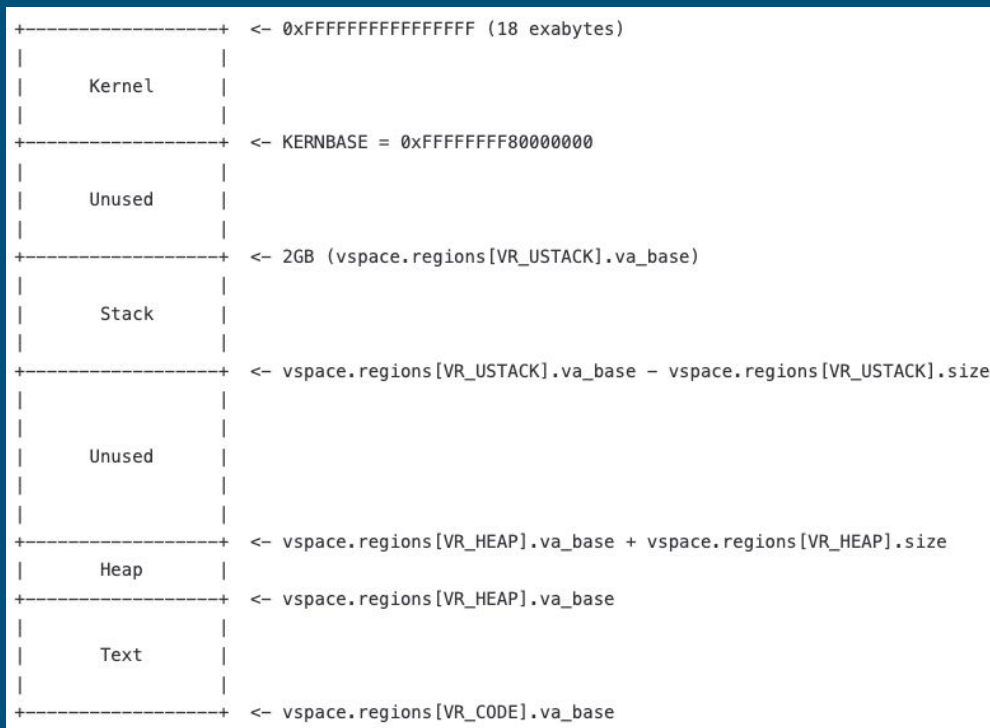 <- 0xFFFFFFFFFFFFFFFF (18 exabytes)
Kernel
<- KERNBASE = 0xFFFFFFFF80000000
Unused
<- 2GB (vspace.regions[VR_USTACK].va_base)
Stack
<- vspace.regions[VR_USTACK].va_base - vspace.regions[VR_USTACK].size
Unused
<- vspace.regions[VR_HEAP].va_base + vspace.regions[VR_HEAP].size
Heap
<- vspace.regions[VR_HEAP].va_base
Text
<- vspace.regions[VR_CODE].va_base